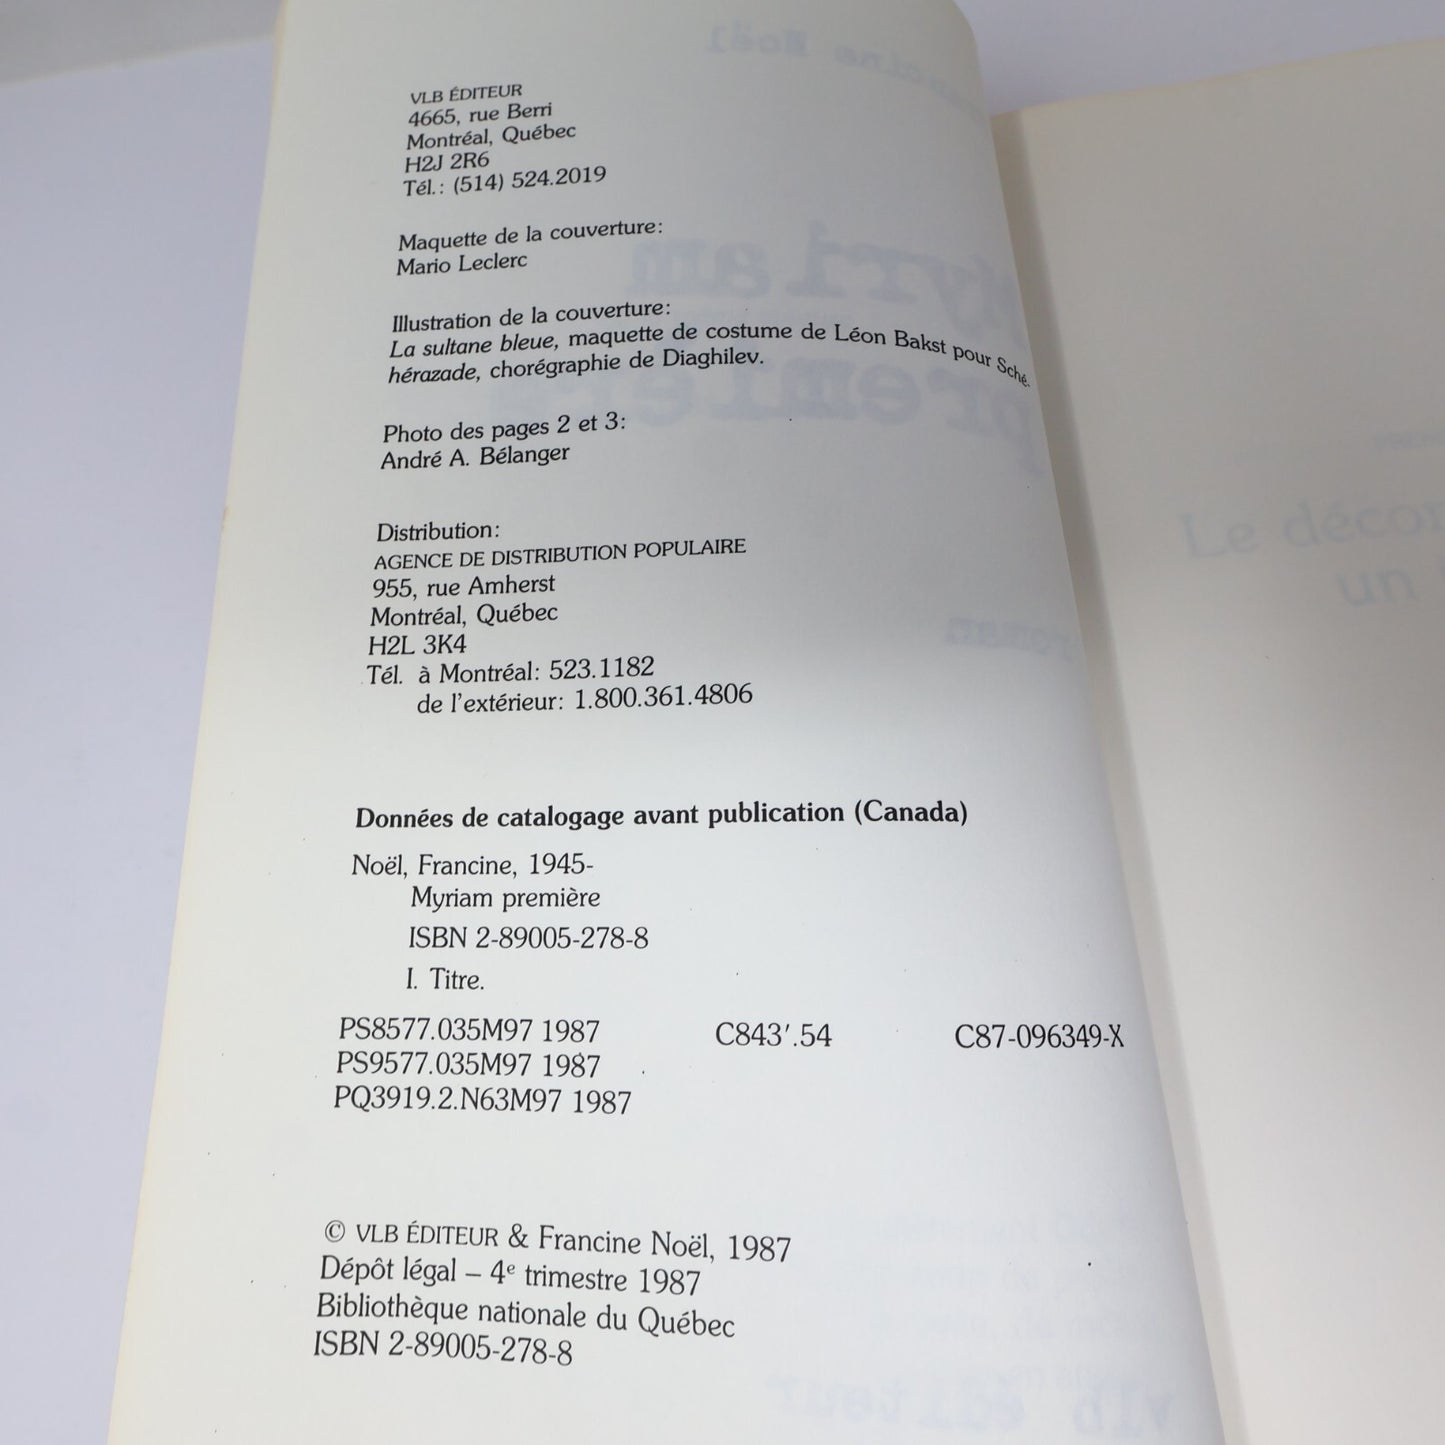 VLB ÉDITEUR
4665, rue Berri
Montréal, Québec
H2J 2R6
Tél.: (514) 524.2019
Maquette de la couverture:
Mario Leclerc
Illustration de la couverture:
La sultane bleue, maquette de costume de Léon Bakst pour Sché-
hérazade, chorégraphie de Diaghilev.
Photo des pages 2 et 3:
André A. Bélanger
Distribution:
AGENCE DE DISTRIBUTION POPULAIRE
955, rue Amherst
Montréal, Québec
H2L 3K4
Tél. à Montréal: 523.1182
de l'extérieur: 1.800.361.4806
Données de catalogage avant publication (Canada)
Noël, Francine, 1945-
Myriam première
ISBN 2-89005-278-8
I. Titre.
PS8577.035M97 1987 C843'.54 C87-096349-X
PS9577.035M97 1987
PQ3919.2.N63M97 1987
© VLB ÉDITEUR & Francine Noël, 1987
Dépôt légal – 4e trimestre 1987
Bibliothèque nationale du Québec
ISBN 2-89005-278-8
Le décor
un